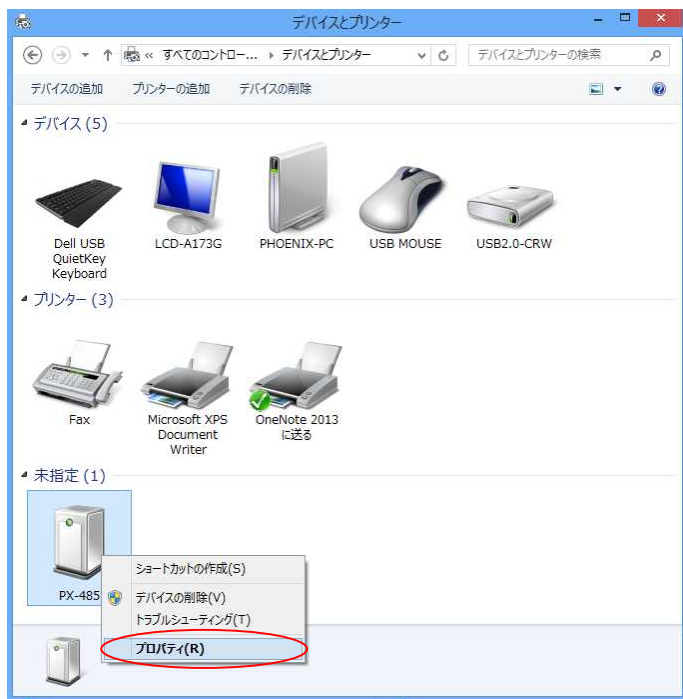 デバイスとプリンター
« すべてのコントロー... ▸ デバイスとプリンター
デバイスとプリンターの検索
デバイスの追加 プリンターの追加 デバイスの削除
デバイス (5)
Dell USB
QuietKey
Keyboard
LCD-A173G
PHOENIX-PC
USB MOUSE
USB2.0-CRW
プリンター (3)
Fax
Microsoft XPS
Document
Writer
OneNote 2013
に送る
未指定 (1)
PX-485
ショートカットの作成(S)
デバイスの削除(V)
トラブルシューティング(T)
プロパティ(R)